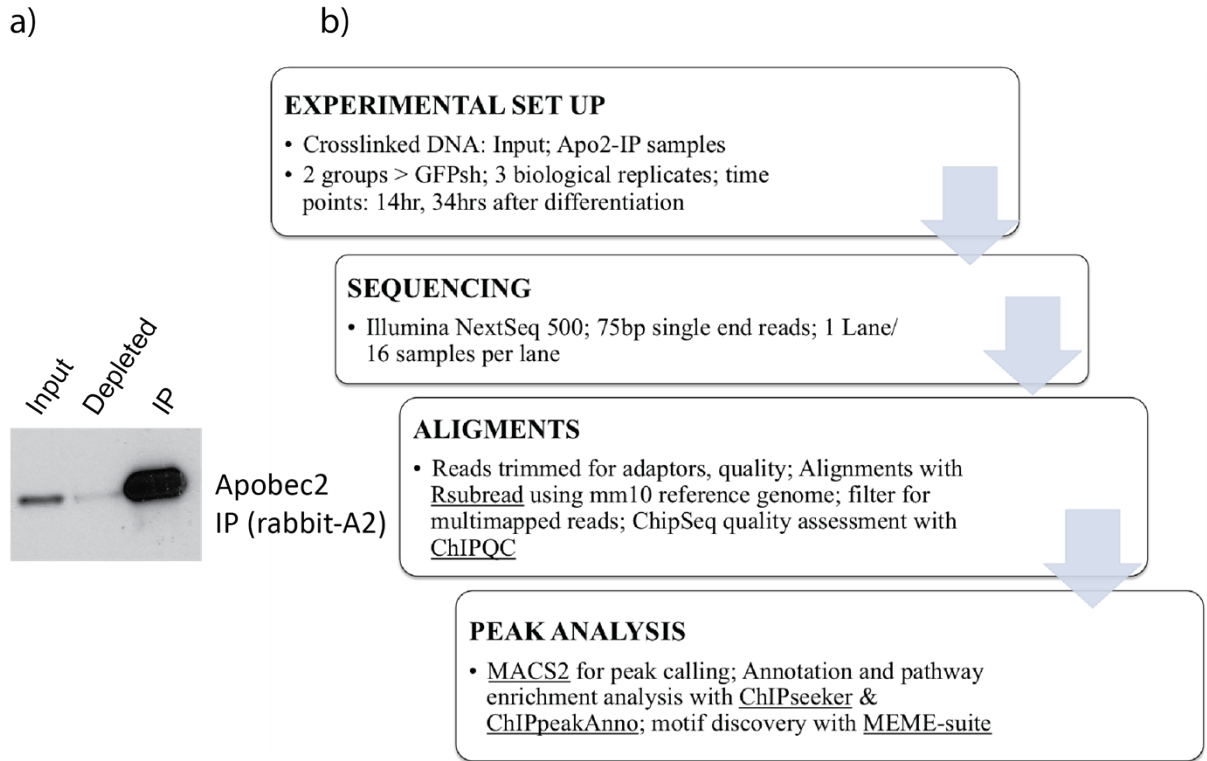 a)
b)
EXPERIMENTAL SET UP
• Crosslinked DNA: Input; Apo2-IP samples
• 2 groups > GFPsh; 3 biological replicates; time
points: 14hr, 34hrs after differentiation
SEQUENCING
• Illumina NextSeq 500; 75bp single end reads; 1 Lane/
16 samples per lane
Input
Depleted
IP
Apobec2
IP (rabbit-A2)
ALIGMENTS
• Reads trimmed for adaptors, quality; Alignments with
Rsubread using mm10 reference genome; filter for
multimapped reads; ChipSeq quality assessment with
ChIPQC
PEAK ANALYSIS
• MACS2 for peak calling; Annotation and pathway
enrichment analysis with ChIPseeker &
ChIPpeakAnno; motif discovery with MEME-suite